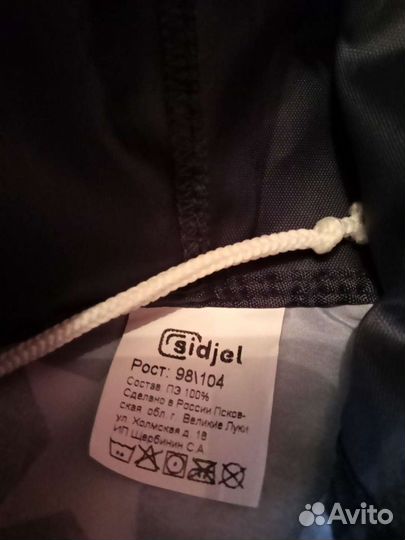 sidjel
Рост: 98\104
Состав: ПЭ 100%
Сделано в России Псков-
ская обл г. Великие Луки
ул. Холмская д. 18
ИП Щербинин С.А
Avito